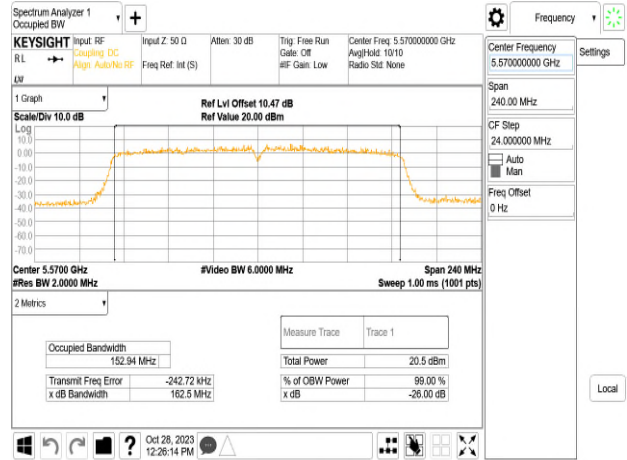 Spectrum Analyzer 1
Occupied BW
Frequency
KEYSIGHT
R L
Input: RF
Coupling: DC
Align: Auto/No RF
Input Z: 50 Ω
Freq Ref: Int (S)
Atten: 30 dB
Trig: Free Run
Gate: Off
#IF Gain: Low
Center Freq: 5.570000000 GHz
Avg|Hold: 10/10
Radio Std: None
Center Frequency
5.570000000 GHz
Settings
Span
240.00 MHz
CF Step
24.000000 MHz
Auto
Man
Freq Offset
0 Hz
Local
1 Graph
Scale/Div 10.0 dB
Ref Lvl Offset 10.47 dB
Ref Value 20.00 dBm
Log
10.0
0.00
-10.0
-20.0
-30.0
-40.0
-50.0
-60.0
-70.0
Center 5.5700 GHz
#Res BW 2.0000 MHz
#Video BW 6.0000 MHz
Span 240 MHz
Sweep 1.00 ms (1001 pts)
2 Metrics
Measure Trace
Trace 1
Occupied Bandwidth
152.94 MHz
Total Power
20.5 dBm
Transmit Freq Error
-242.72 kHz
% of OBW Power
99.00 %
x dB Bandwidth
162.5 MHz
x dB
-26.00 dB
?
Oct 28, 2023
12:26:14 PM